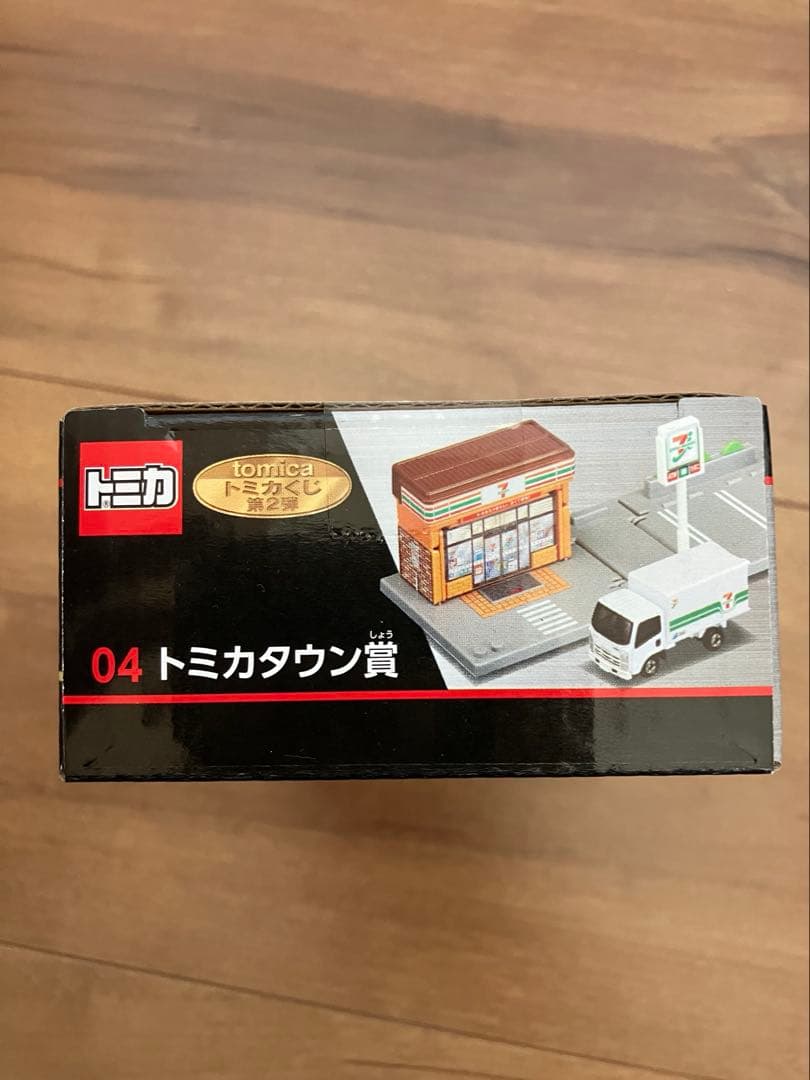 トミカ
tomica
トミカくじ
第2弾
7
04 トミカタウン賞
しょう